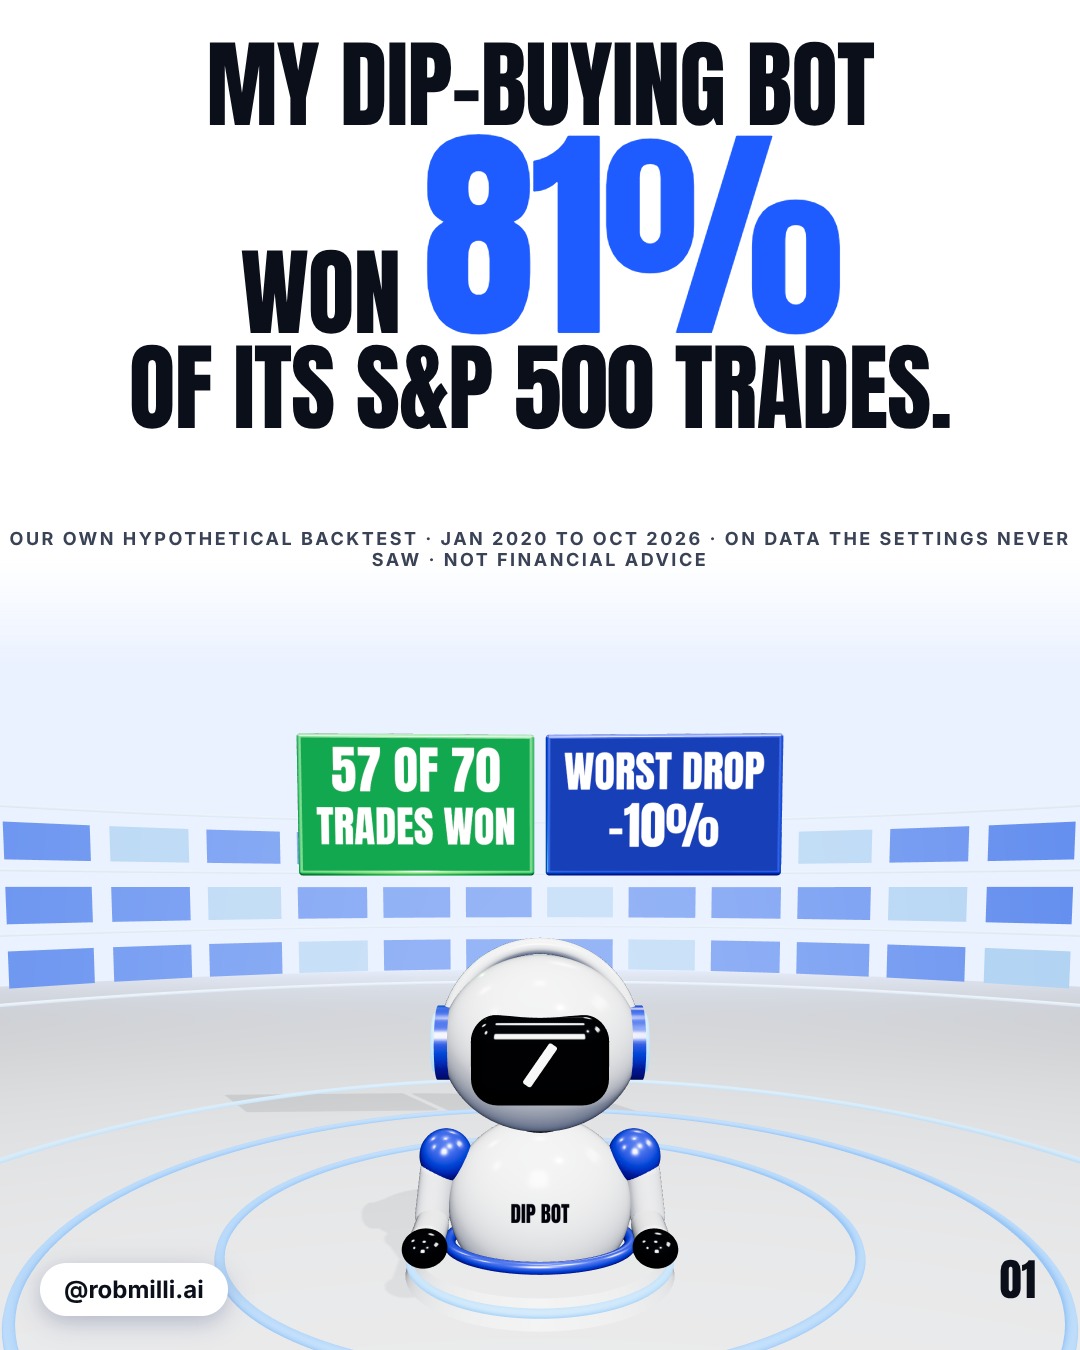 MY DIP-BUYING BOT
WON 81%
OF ITS S&P 500 TRADES.
OUR OWN HYPOTHETICAL BACKTEST · JAN 2020 TO OCT 2026 · ON DATA THE SETTINGS NEVER
SAW · NOT FINANCIAL ADVICE
57 OF 70
TRADES WON
WORST DROP
-10%
DIP BOT
@robmilli.ai
01